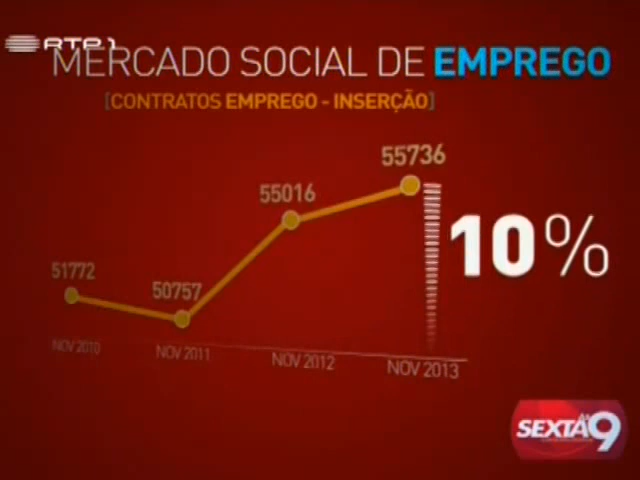 RTP1
MERCADO SOCIAL DE EMPREGO
[CONTRATOS EMPREGO - INSERÇÃO]
55736
55016
51772
50757
10%
NOV 2010
NOV 2011
NOV 2012
NOV 2013
SEXTA
às
9